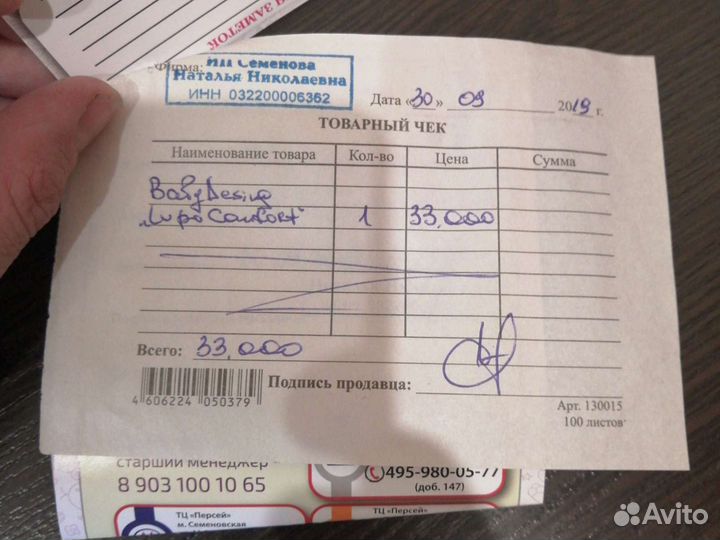 Я ЗАМЕТОК
Фирма:
ИП Семенова
Наталья Николаевна
ИНН 032200006362
Дата «30» 09 2019 г.
ТОВАРНЫЙ ЧЕК
Наименование товара Кол-во Цена Сумма
"Lupo Comfort" 1 33,000
Всего: 33,000
Подпись продавца:
4 606224 050379
Арт. 130015
100 листов
старший менеджер -
8 903 100 10 65
495-980-05-77
(доб. 147)
ТЦ «Персей»
м. Семеновская
ТЦ «Персей»
Avito